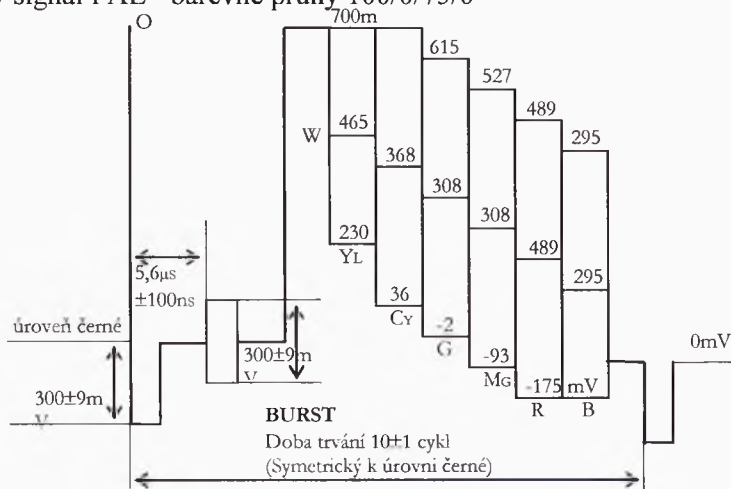 signál PAL - barevné pruhy 100/0/75/0
O
700m
615
527
489
295
W
465
368
308
308
489
295
230
YL
36
CY
-2
G
-93
MG
-175 mV
R
B
5,6µs
±100ns
úroveň černé
300±9m
V
300±9m
V
0mV
BURST
Doba trvání 10±1 cykl
(Symetrický k úrovni černé)